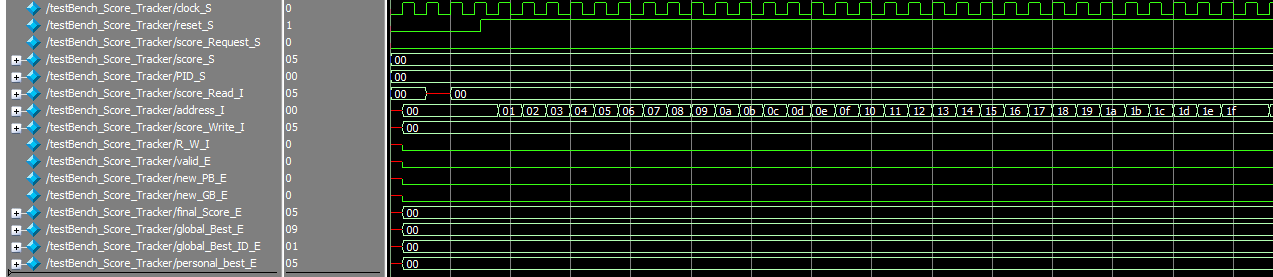 /testBench_Score_Tracker/clock_S 0
/testBench_Score_Tracker/reset_S 1
/testBench_Score_Tracker/score_Request_S 0
/testBench_Score_Tracker/score_S 05 00
/testBench_Score_Tracker/PID_S 00 00
/testBench_Score_Tracker/score_Read_I 05 00 00
/testBench_Score_Tracker/address_I 00 00 01 02 03 04 05 06 07 08 09 0a 0b 0c 0d 0e 0f 10 11 12 13 14 15 16 17 18 19 1a 1b 1c 1d 1e 1f
/testBench_Score_Tracker/score_Write_I 05 00
/testBench_Score_Tracker/R_W_I 0
/testBench_Score_Tracker/valid_E 0
/testBench_Score_Tracker/new_PB_E 0
/testBench_Score_Tracker/new_GB_E 0
/testBench_Score_Tracker/final_Score_E 05 00
/testBench_Score_Tracker/global_Best_E 09 00
/testBench_Score_Tracker/global_Best_ID_E 01 00
/testBench_Score_Tracker/personal_best_E 05 00